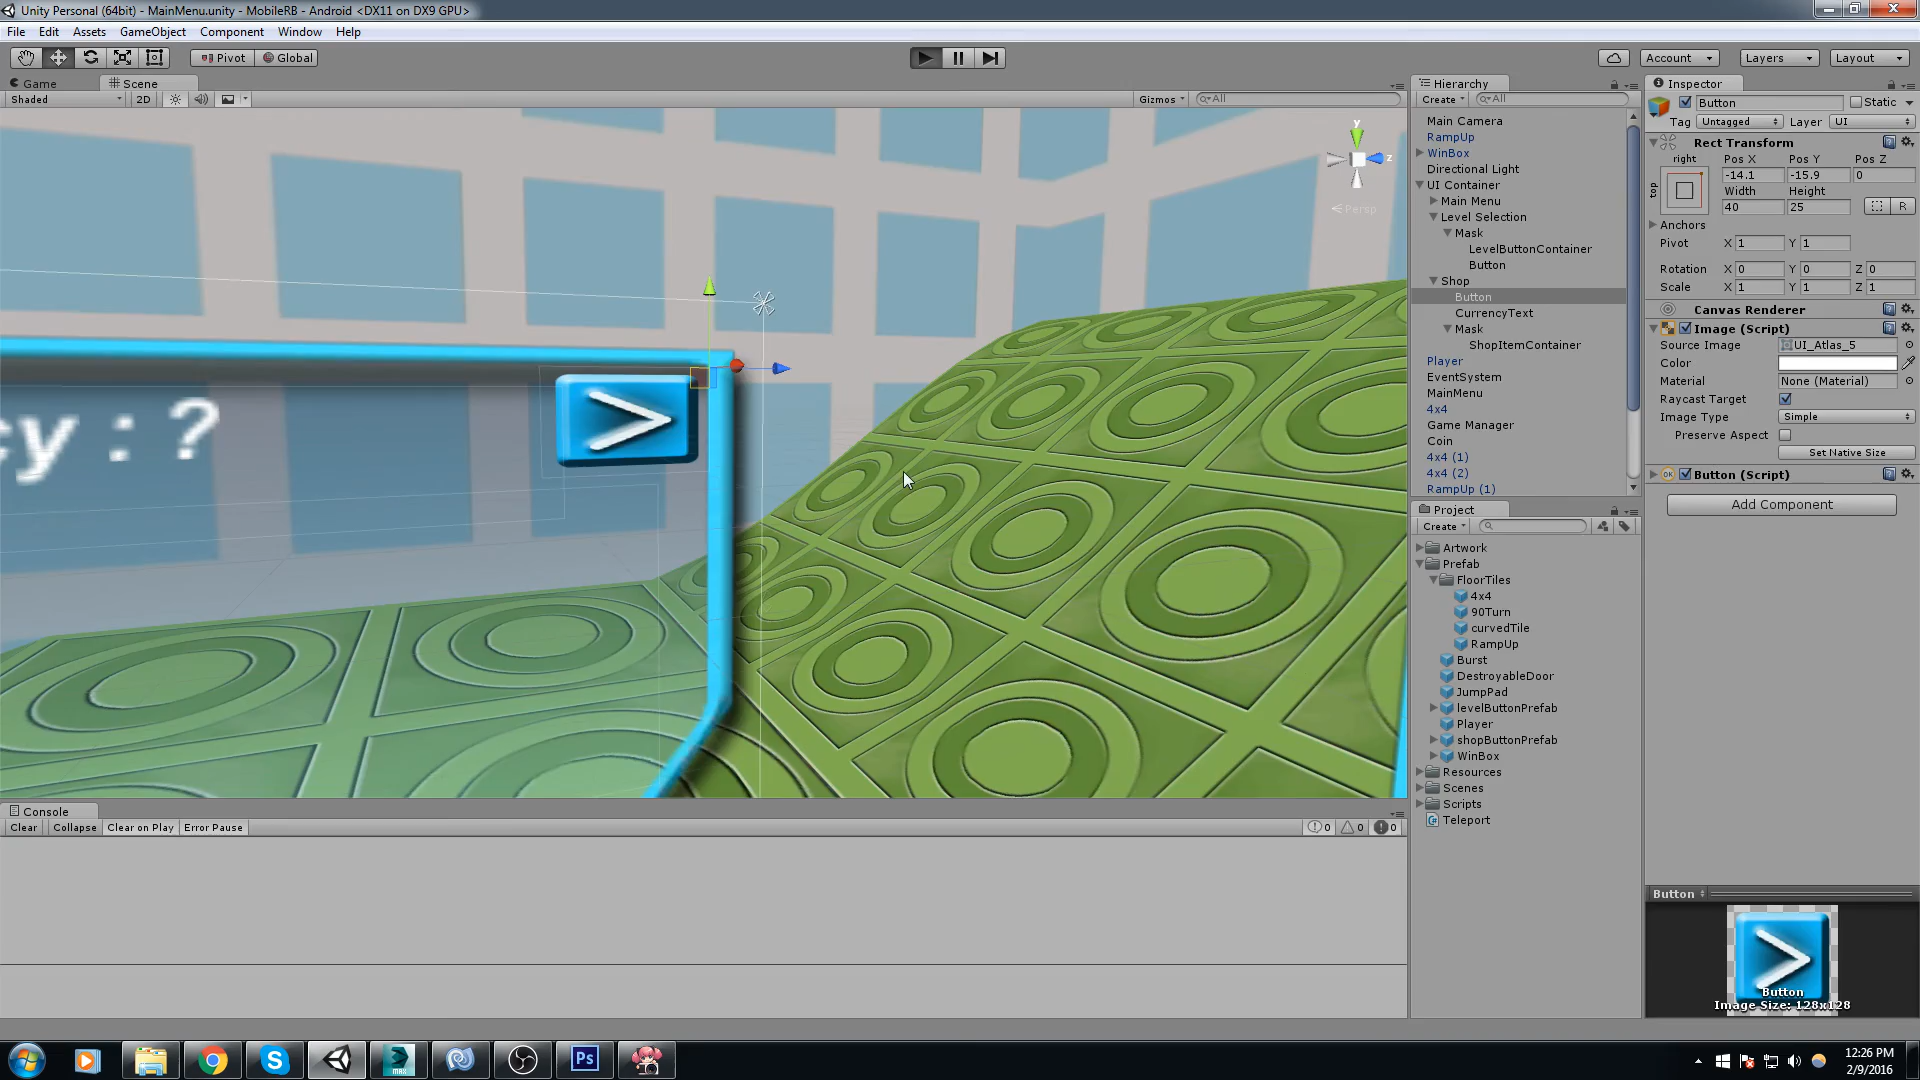 Unity Personal (64bit) - MainMenu.unity - MobileRB - Android <DX11 on DX9 GPU>
File Edit Assets GameObject Component Window Help
Pivot Global Account Layers Layout
Game Scene
Shaded 2D Gizmos All
y
z
Persp
cy : ?
>
Hierarchy
Create All
Main Camera
RampUp
WinBox
Directional Light
UI Container
Main Menu
Level Selection
Mask
LevelButtonContainer
Button
Shop
Button
CurrencyText
Mask
ShopItemContainer
Player
EventSystem
MainMenu
4x4
Game Manager
Coin
4x4 (1)
4x4 (2)
RampUp (1)
Project
Create
Artwork
Prefab
FloorTiles
4x4
90Turn
curvedTile
RampUp
Burst
DestroyableDoor
JumpPad
levelButtonPrefab
Player
shopButtonPrefab
WinBox
Resources
Scenes
Scripts
Teleport
Inspector
Button Static
Tag Untagged Layer UI
Rect Transform
right Pos X Pos Y Pos Z
top -14.1 -15.9 0
Width Height
40 25 R
Anchors
Pivot X 1 Y 1
Rotation X 0 Y 0 Z 0
Scale X 1 Y 1 Z 1
Canvas Renderer
Image (Script)
Source Image UI_Atlas_5
Color
Material None (Material)
Raycast Target
Image Type Simple
Preserve Aspect
Set Native Size
OK Button (Script)
Add Component
Button
>
Button
Image Size: 128x128
Console
Clear Collapse Clear on Play Error Pause 0 0 0
MAX Ps
12:26 PM
2/9/2016